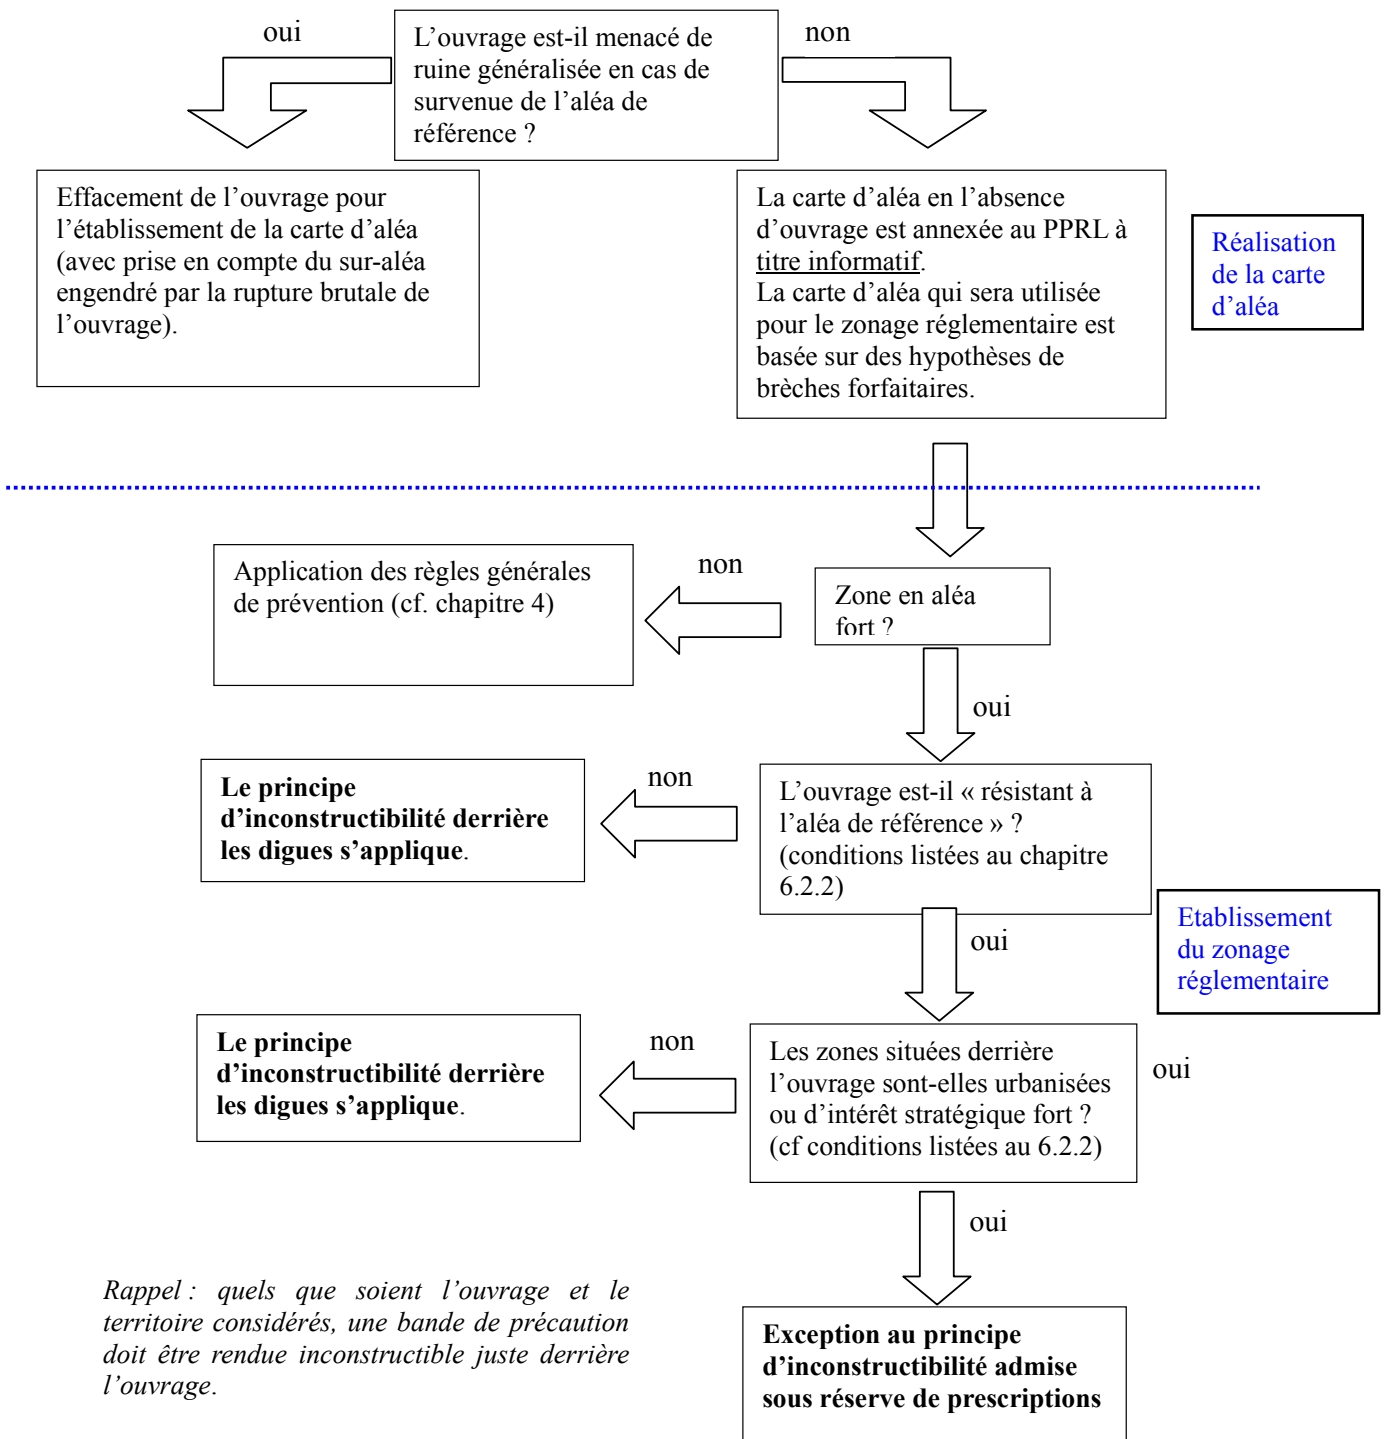 oui
L’ouvrage est-il menacé de
ruine généralisée en cas de
survenue de l’aléa de
référence ?
non
Effacement de l’ouvrage pour
l’établissement de la carte d’aléa
(avec prise en compte du sur-aléa
engendré par la rupture brutale de
l’ouvrage).
La carte d’aléa en l’absence
d’ouvrage est annexée au PPRL à
titre informatif.
La carte d’aléa qui sera utilisée
pour le zonage réglementaire est
basée sur des hypothèses de
brèches forfaitaires.
Réalisation
de la carte
d’aléa
Application des règles générales
de prévention (cf. chapitre 4)
non
Zone en aléa
fort ?
oui
Le principe
d’inconstructibilité derrière
les digues s’applique.
non
L’ouvrage est-il « résistant à
l’aléa de référence » ?
(conditions listées au chapitre
6.2.2)
Etablissement
du zonage
réglementaire
oui
Le principe
d’inconstructibilité derrière
les digues s’applique.
non
Les zones situées derrière
l’ouvrage sont-elles urbanisées
ou d’intérêt stratégique fort ?
(cf conditions listées au 6.2.2)
oui
oui
Rappel : quels que soient l’ouvrage et le
territoire considérés, une bande de précaution
doit être rendue inconstructible juste derrière
l’ouvrage.
Exception au principe
d’inconstructibilité admise
sous réserve de prescriptions